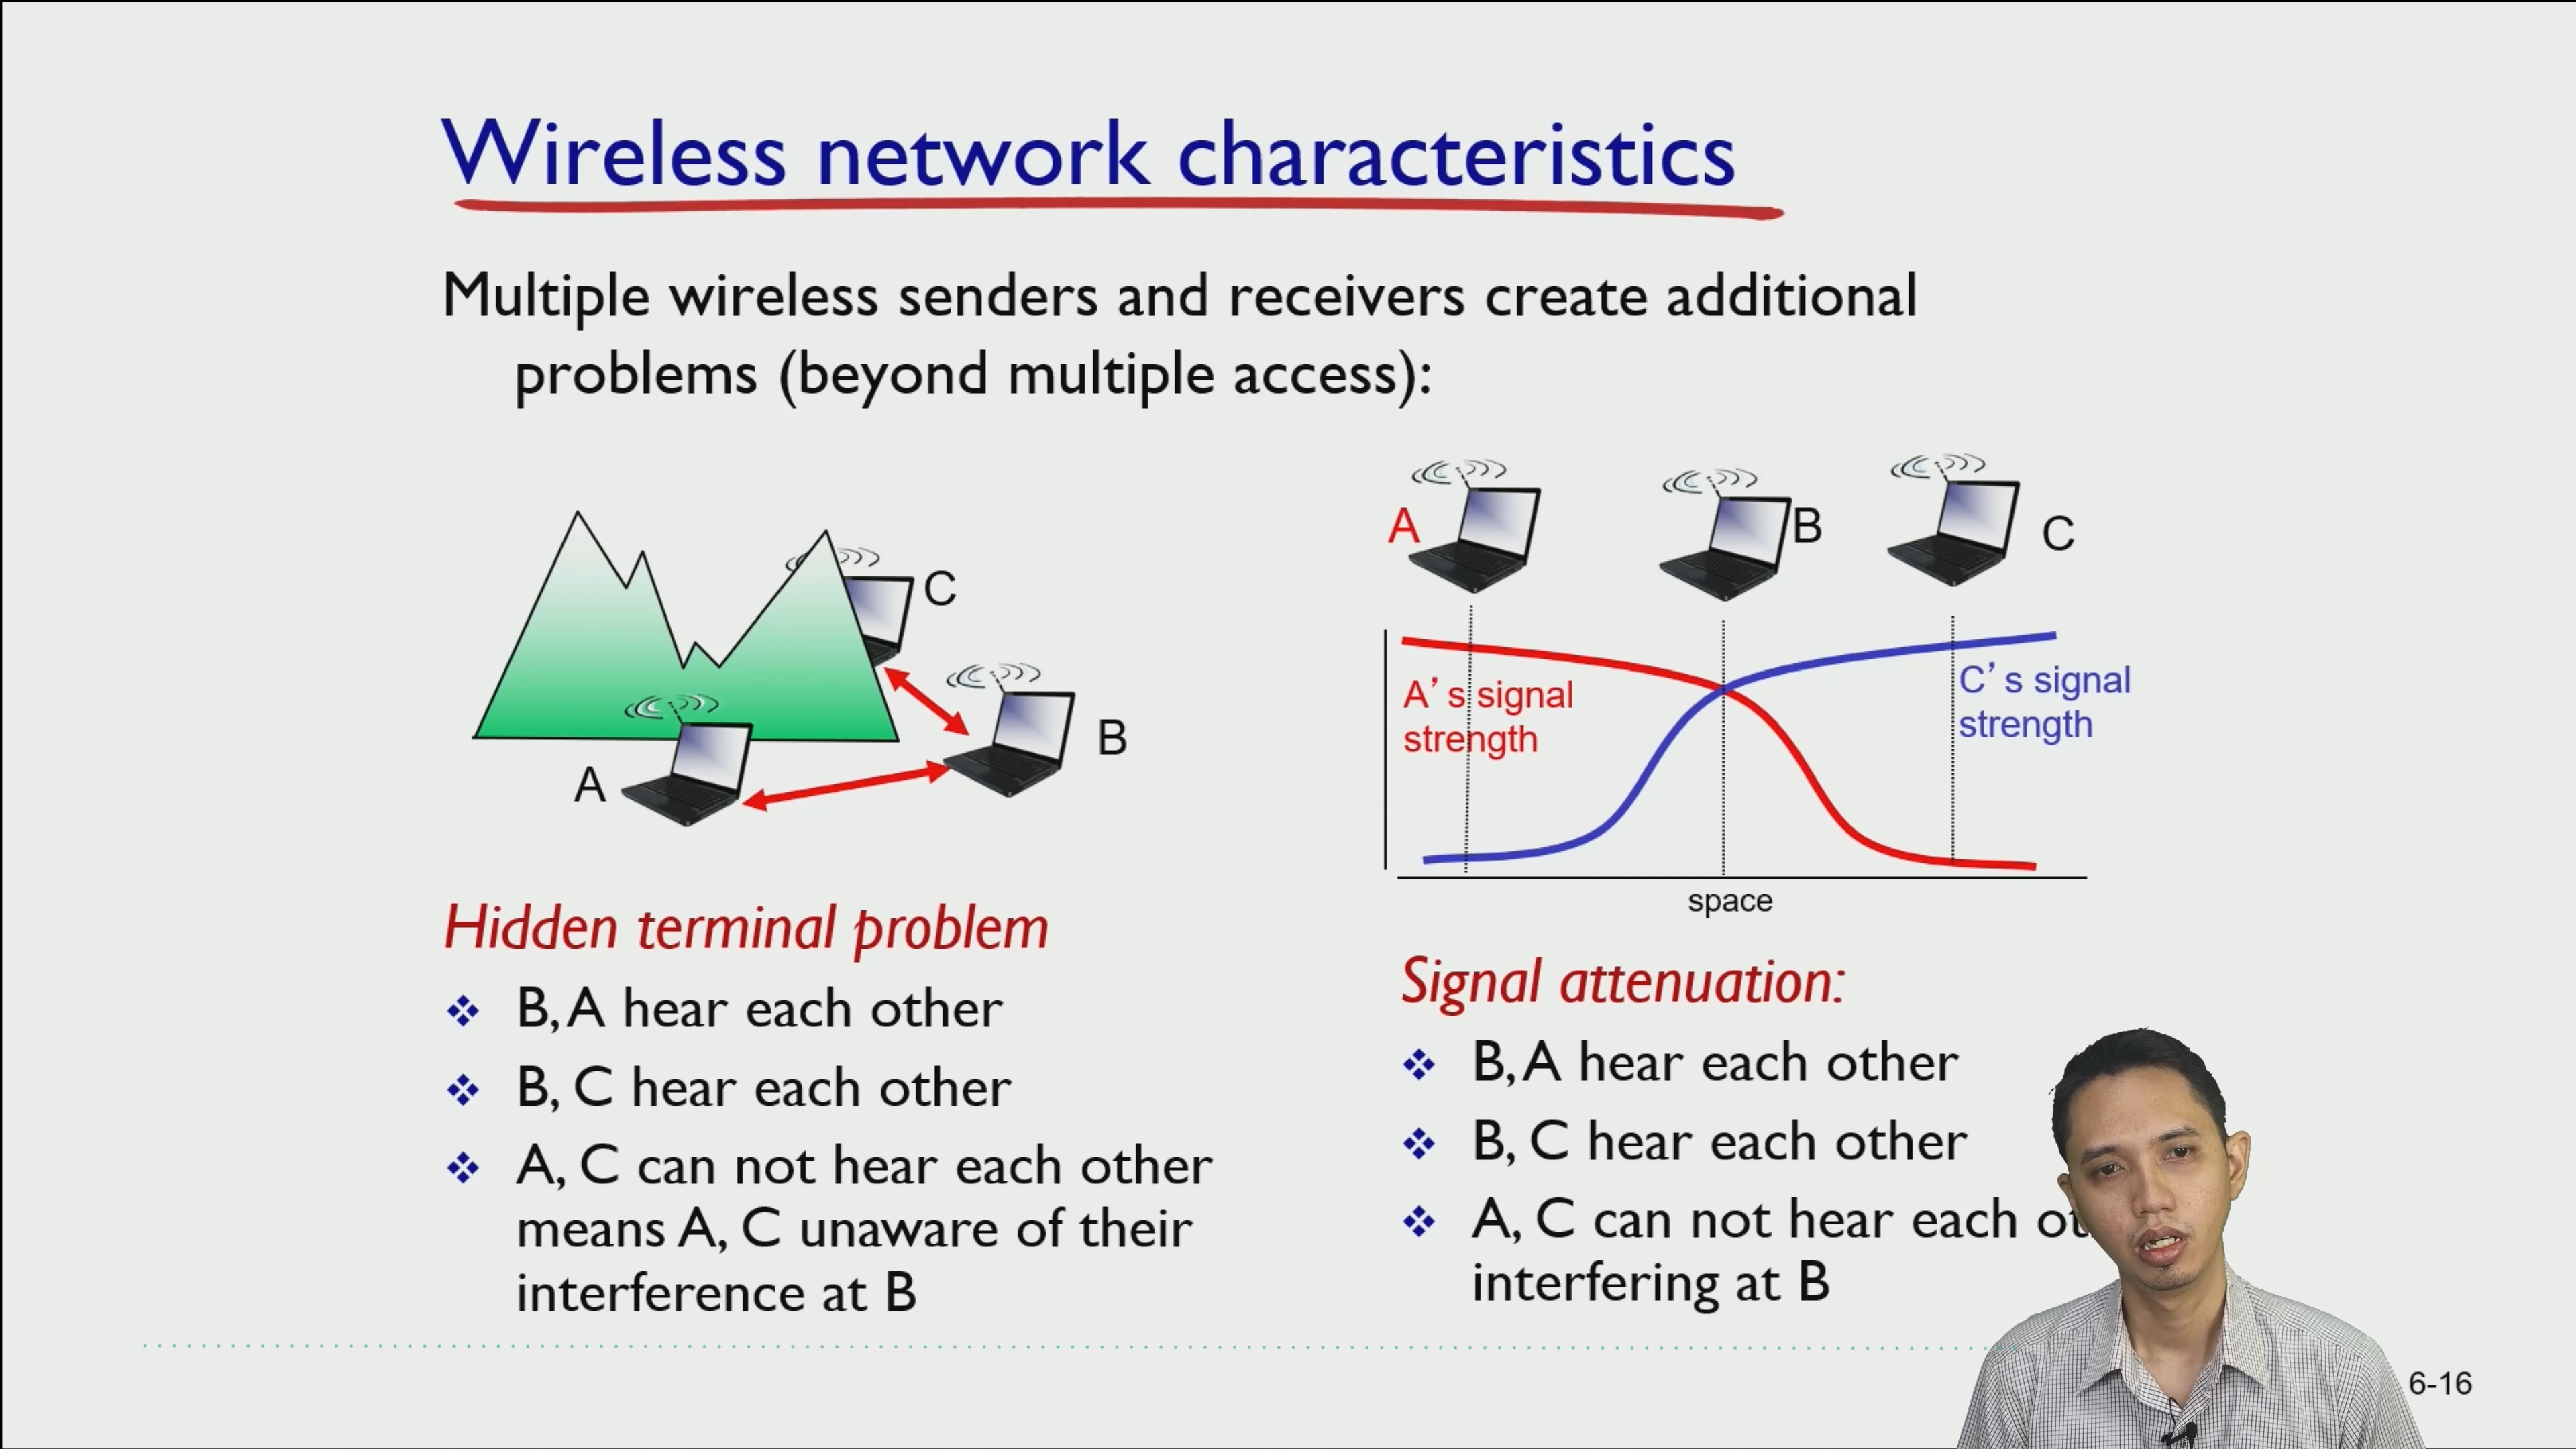 Wireless network characteristics
Multiple wireless senders and receivers create additional
problems (beyond multiple access):
C
B
A
A
B
C
A's signal
strength
C's signal
strength
space
Hidden terminal problem
B, A hear each other
B, C hear each other
A, C can not hear each other
means A, C unaware of their
interference at B
Signal attenuation:
B, A hear each other
B, C hear each other
A, C can not hear each
interfering at B
6-16